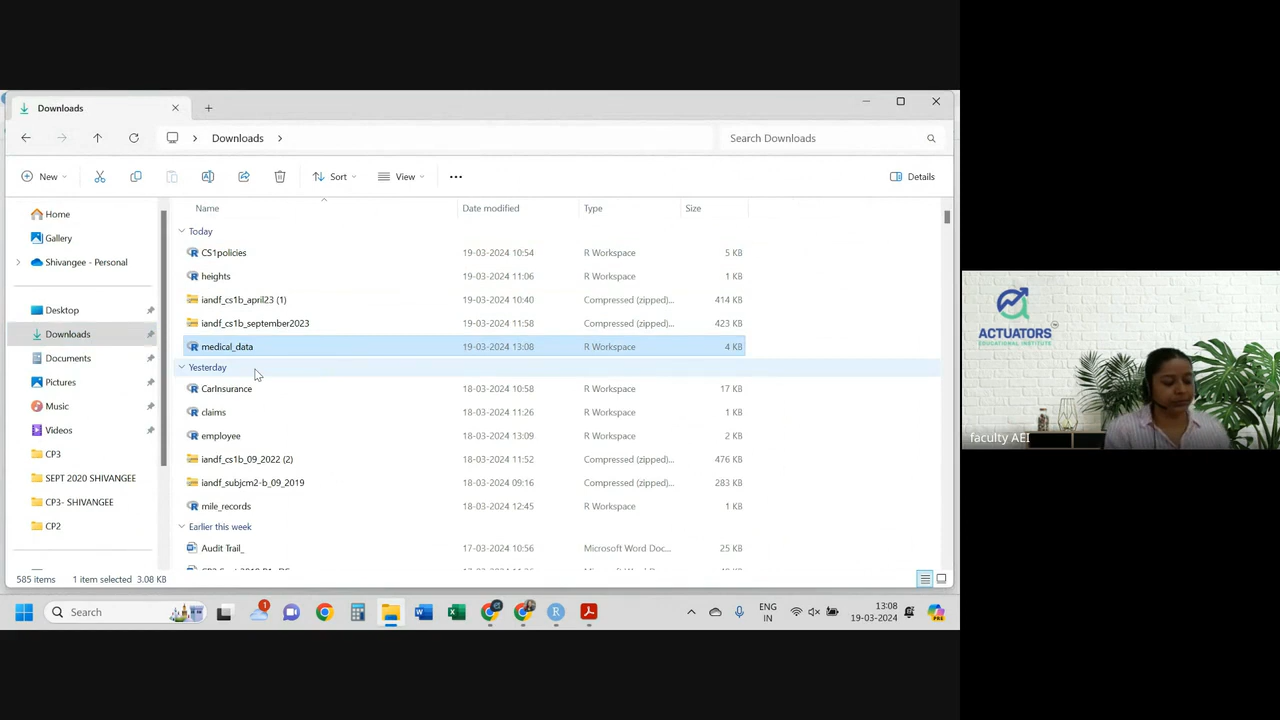 Downloads
Downloads
Search Downloads
New
Sort
View
Details
Home
Gallery
Shivangee - Personal
Desktop
Downloads
Documents
Pictures
Music
Videos
CP3
SEPT 2020 SHIVANGEE
CP3- SHIVANGEE
CP2
Name Date modified Type Size
Today
CS1policies 19-03-2024 10:54 R Workspace 5 KB
heights 19-03-2024 11:06 R Workspace 1 KB
iandf_cs1b_april23 (1) 19-03-2024 10:40 Compressed (zipped)... 414 KB
iandf_cs1b_september2023 19-03-2024 11:58 Compressed (zipped)... 423 KB
medical_data 19-03-2024 13:08 R Workspace 4 KB
Yesterday
CarInsurance 18-03-2024 10:58 R Workspace 17 KB
claims 18-03-2024 11:26 R Workspace 1 KB
employee 18-03-2024 13:09 R Workspace 2 KB
iandf_cs1b_09_2022 (2) 18-03-2024 11:52 Compressed (zipped)... 476 KB
iandf_subjcm2-b_09_2019 18-03-2024 09:16 Compressed (zipped)... 283 KB
mile_records 18-03-2024 12:45 R Workspace 1 KB
Earlier this week
Audit Trail_ 17-03-2024 10:56 Microsoft Word Doc... 25 KB
585 items 1 item selected 3.08 KB
Search
1
ENG
IN
13:08
19-03-2024
ACTUATORS
EDUCATIONAL INSTITUTE
faculty AEI